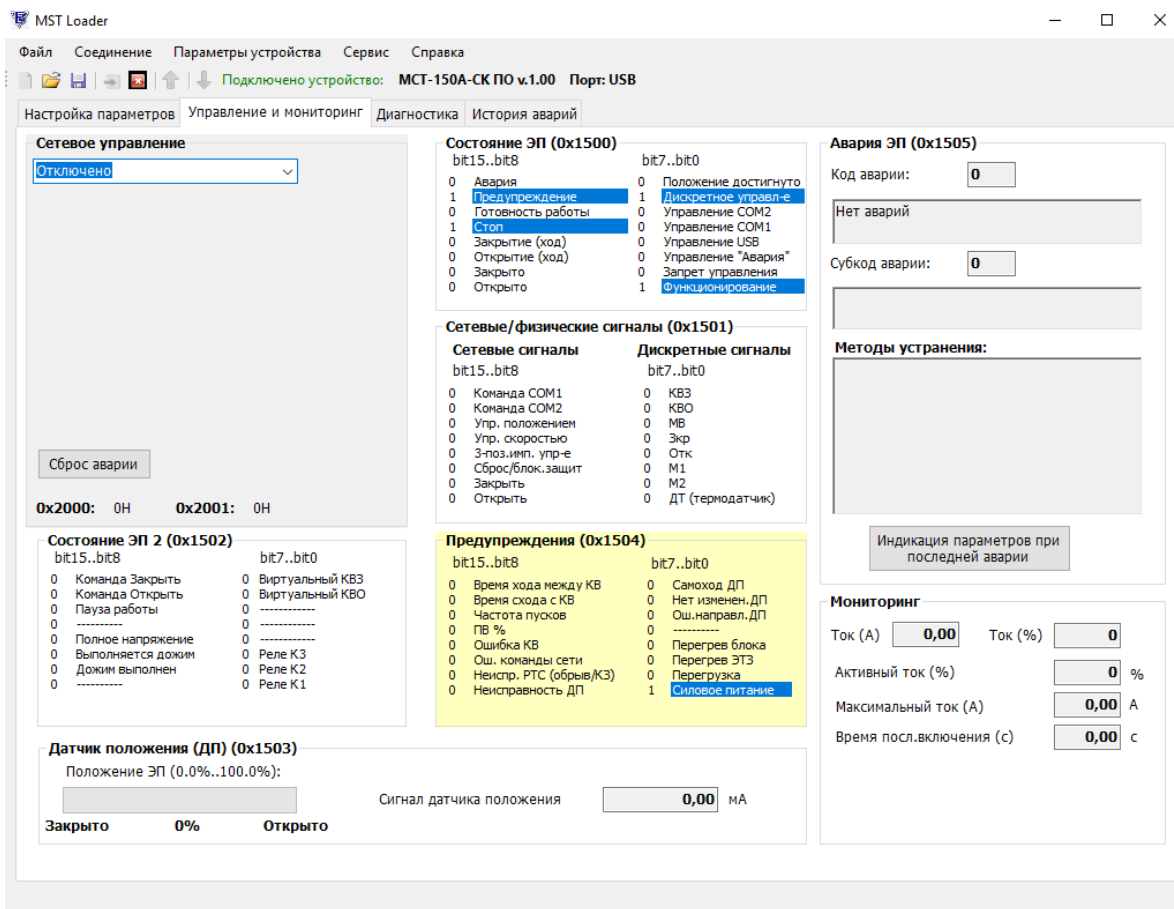 MST Loader
Файл Соединение Параметры устройства Сервис Справка
Подключено устройство: МСТ-150А-СК ПО v.1.00 Порт: USB
Настройка параметров Управление и мониторинг Диагностика История аварий
Сетевое управление
Отключено
Сброс аварии
0x2000: 0H 0x2001: 0H
Состояние ЭП (0x1500)
bit15..bit8 bit7..bit0
0 Авария 0 Положение достигнуто
1 Предупреждение 1 Дискретное управл-е
0 Готовность работы 0 Управление COM2
1 Стоп 0 Управление COM1
0 Закрытие (ход) 0 Управление USB
0 Открытие (ход) 0 Управление "Авария"
0 Закрыто 0 Запрет управления
0 Открыто 1 Функционирование
Сетевые/физические сигналы (0x1501)
Сетевые сигналы Дискретные сигналы
bit15..bit8 bit7..bit0
0 Команда COM1 0 КВЗ
0 Команда COM2 0 КВО
0 Упр. положением 0 МВ
0 Упр. скоростью 0 Зкр
0 3-поз.имп. упр-е 0 Отк
0 Сброс/блок.защит 0 М1
0 Закрыть 0 М2
0 Открыть 0 ДТ (термодатчик)
Авария ЭП (0x1505)
Код аварии: 0
Нет аварий
Субкод аварии: 0
Методы устранения:
Индикация параметров при
последней аварии
Состояние ЭП 2 (0x1502)
bit15..bit8 bit7..bit0
0 Команда Закрыть 0 Виртуальный КВЗ
0 Команда Открыть 0 Виртуальный КВО
0 Пауза работы 0 ------------
0 ---------- 0 ------------
0 Полное напряжение 0 ------------
0 Выполняется дожим 0 Реле К3
0 Дожим выполнен 0 Реле К2
0 ---------- 0 Реле К1
Предупреждения (0x1504)
bit15..bit8 bit7..bit0
0 Время хода между КВ 0 Самоход ДП
0 Время схода с КВ 0 Нет изменен.ДП
0 Частота пусков 0 Ош.направл.ДП
0 ПВ % 0 ----------
0 Ошибка КВ 0 Перегрев блока
0 Ош. команды сети 0 Перегрев ЭТЗ
0 Неиспр. РТС (обрыв/КЗ) 0 Перегрузка
0 Неисправность ДП 1 Силовое питание
Мониторинг
Ток (А) 0,00 Ток (%) 0
Активный ток (%) 0 %
Максимальный ток (А) 0,00 А
Время посл.включения (с) 0,00 с
Датчик положения (ДП) (0x1503)
Положение ЭП (0.0%..100.0%):
Сигнал датчика положения 0,00 мА
Закрыто 0% Открыто